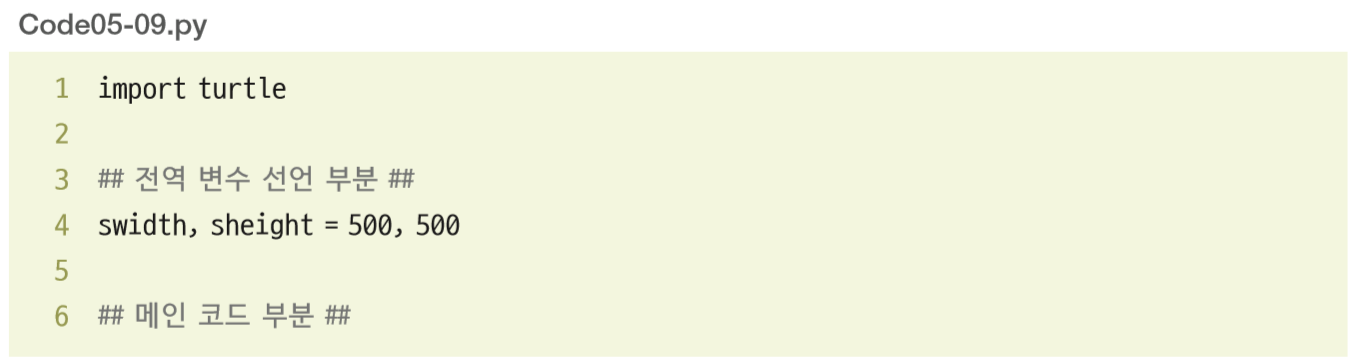 Code05-09.py
1 import turtle
2
3 ## 전역 변수 선언 부분 ##
4 swidth, sheight = 500, 500
5
6 ## 메인 코드 부분 ##